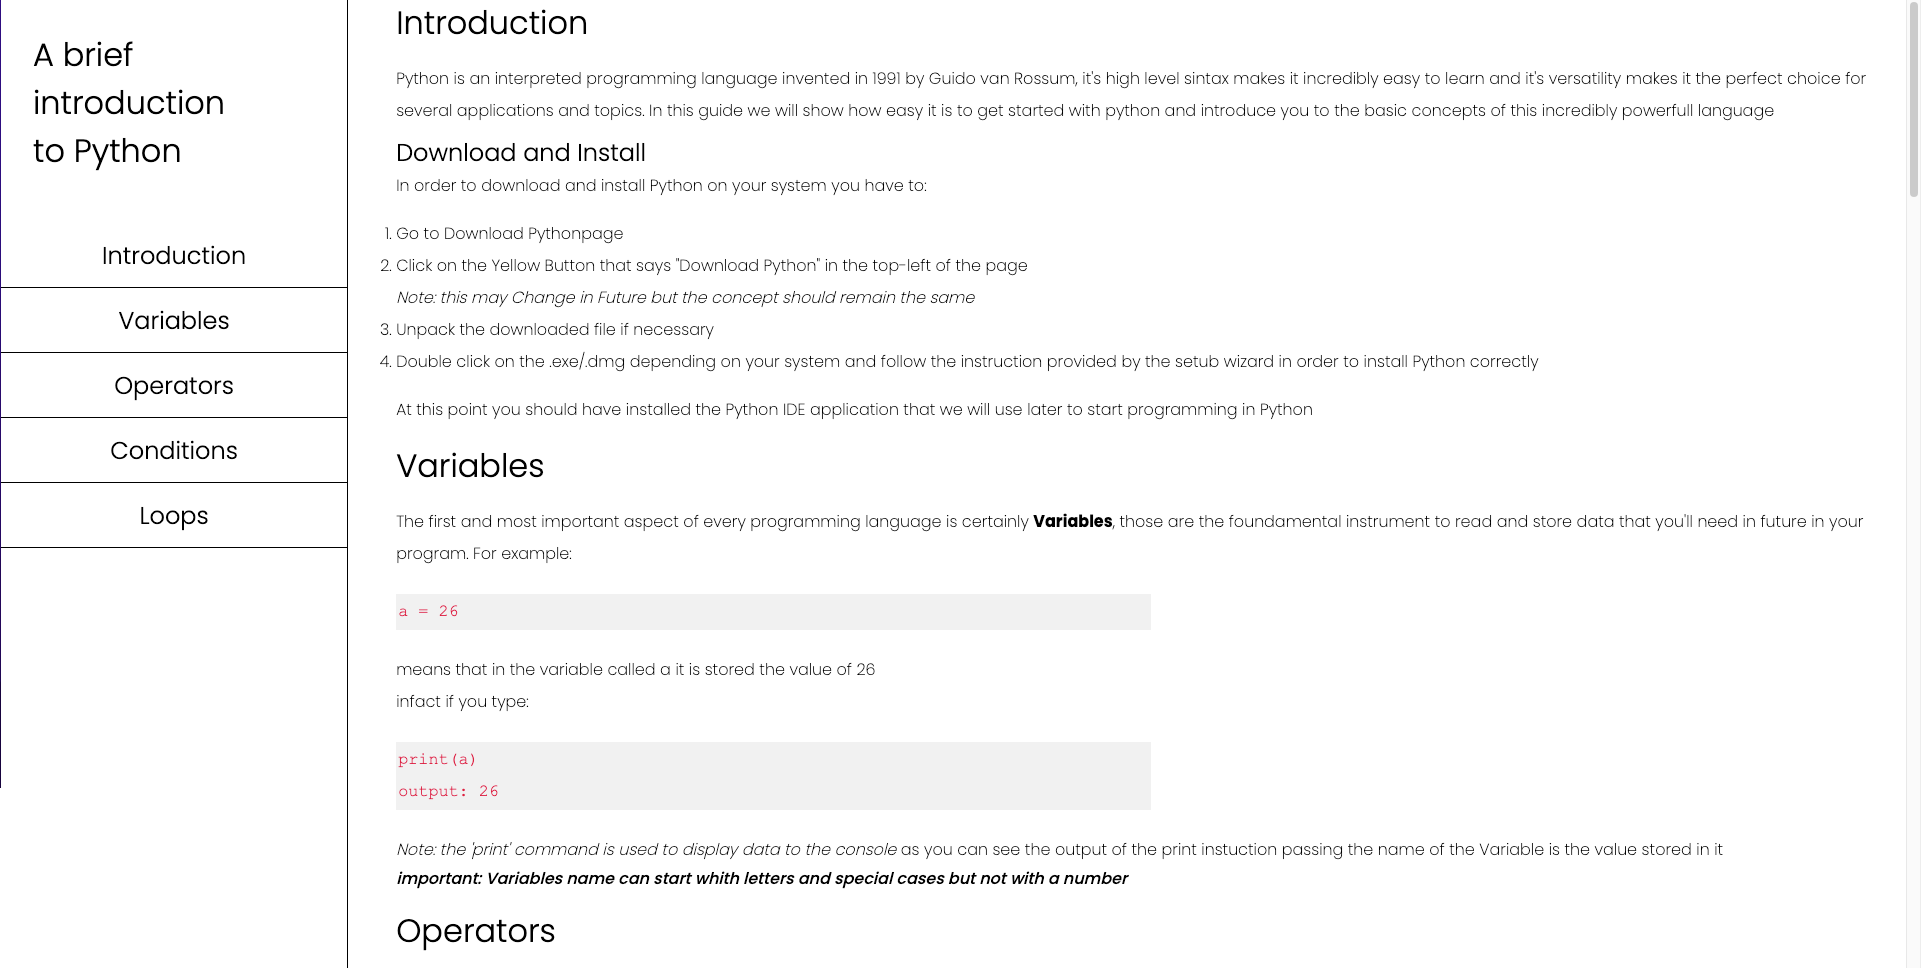 A brief
introduction
to Python
Introduction
Variables
Operators
Conditions
Loops
Introduction
Python is an interpreted programming language invented in 1991 by Guido van Rossum, it's high level sintax makes it incredibly easy to learn and it's versatility makes it the perfect choice for
several applications and topics. In this guide we will show how easy it is to get started with python and introduce you to the basic concepts of this incredibly powerfull language
Download and Install
In order to download and install Python on your system you have to:
1. Go to Download Pythonpage
2. Click on the Yellow Button that says "Download Python" in the top-left of the page
Note: this may Change in Future but the concept should remain the same
3. Unpack the downloaded file if necessary
4. Double click on the .exe/.dmg depending on your system and follow the instruction provided by the setub wizard in order to install Python correctly
At this point you should have installed the Python IDE application that we will use later to start programming in Python
Variables
The first and most important aspect of every programming language is certainly Variables, those are the foundamental instrument to read and store data that you'll need in future in your
program. For example:
a = 26
means that in the variable called a it is stored the value of 26
infact if you type:
print(a)
output: 26
Note: the 'print' command is used to display data to the console as you can see the output of the print instuction passing the name of the Variable is the value stored in it
important: Variables name can start whith letters and special cases but not with a number
Operators